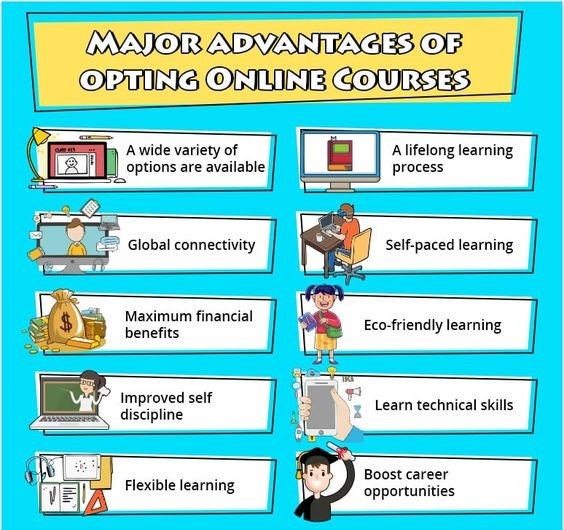 MAJOR ADVANTAGES OF
OPTING ONLINE COURSES
A wide variety of
options are available
A lifelong learning
process
Global connectivity
Self-paced learning
Maximum financial
benefits
Eco-friendly learning
Improved self
discipline
Learn technical skills
Flexible learning
Boost career
opportunities